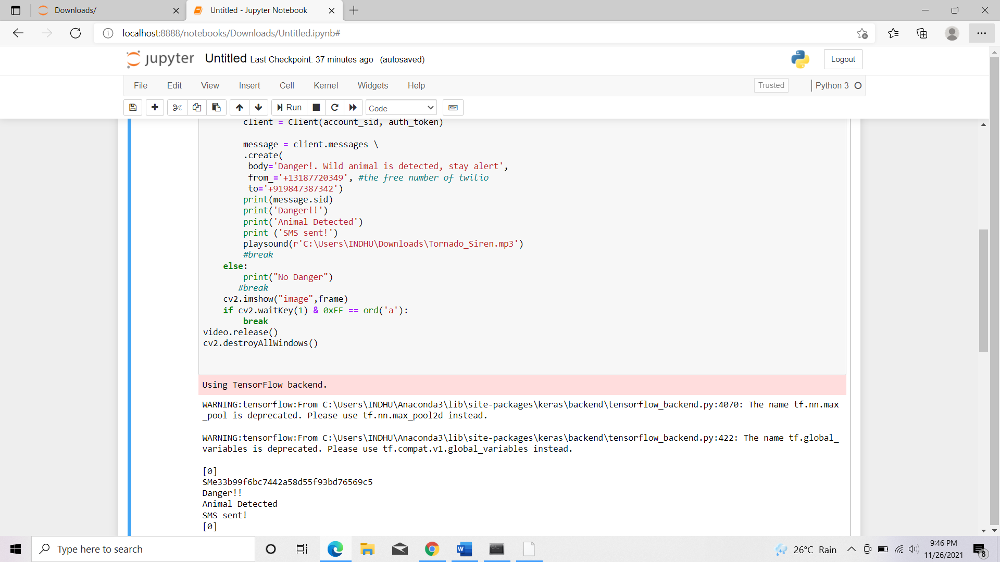 Downloads/
Untitled - Jupyter Notebook
localhost:8888/notebooks/Downloads/Untitled.ipynb#
jupyter Untitled Last Checkpoint: 37 minutes ago (autosaved)
Logout
File Edit View Insert Cell Kernel Widgets Help
Trusted
Python 3
Run
Code
client = Client(account_sid, auth_token)
message = client.messages \
.create(
body='Danger!. Wild animal is detected, stay alert',
from_='+13187720349', #the free number of twilio
to='+919847387342')
print(message.sid)
print('Danger!!')
print('Animal Detected')
print ('SMS sent!')
playsound(r'C:\Users\INDHU\Downloads\Tornado_Siren.mp3')
#break
else:
print("No Danger")
#break
cv2.imshow("image",frame)
if cv2.waitKey(1) & 0xFF == ord('a'):
break
video.release()
cv2.destroyAllWindows()
Using TensorFlow backend.
WARNING:tensorflow:From C:\Users\INDHU\Anaconda3\lib\site-packages\keras\backend\tensorflow_backend.py:4070: The name tf.nn.max
_pool is deprecated. Please use tf.nn.max_pool2d instead.
WARNING:tensorflow:From C:\Users\INDHU\Anaconda3\lib\site-packages\keras\backend\tensorflow_backend.py:422: The name tf.global_
variables is deprecated. Please use tf.compat.v1.global_variables instead.
[0]
SMe33b99f6bc7442a58d55f93bd76569c5
Danger!!
Animal Detected
SMS sent!
[0]
Type here to search
26°C Rain
9:46 PM
11/26/2021
8